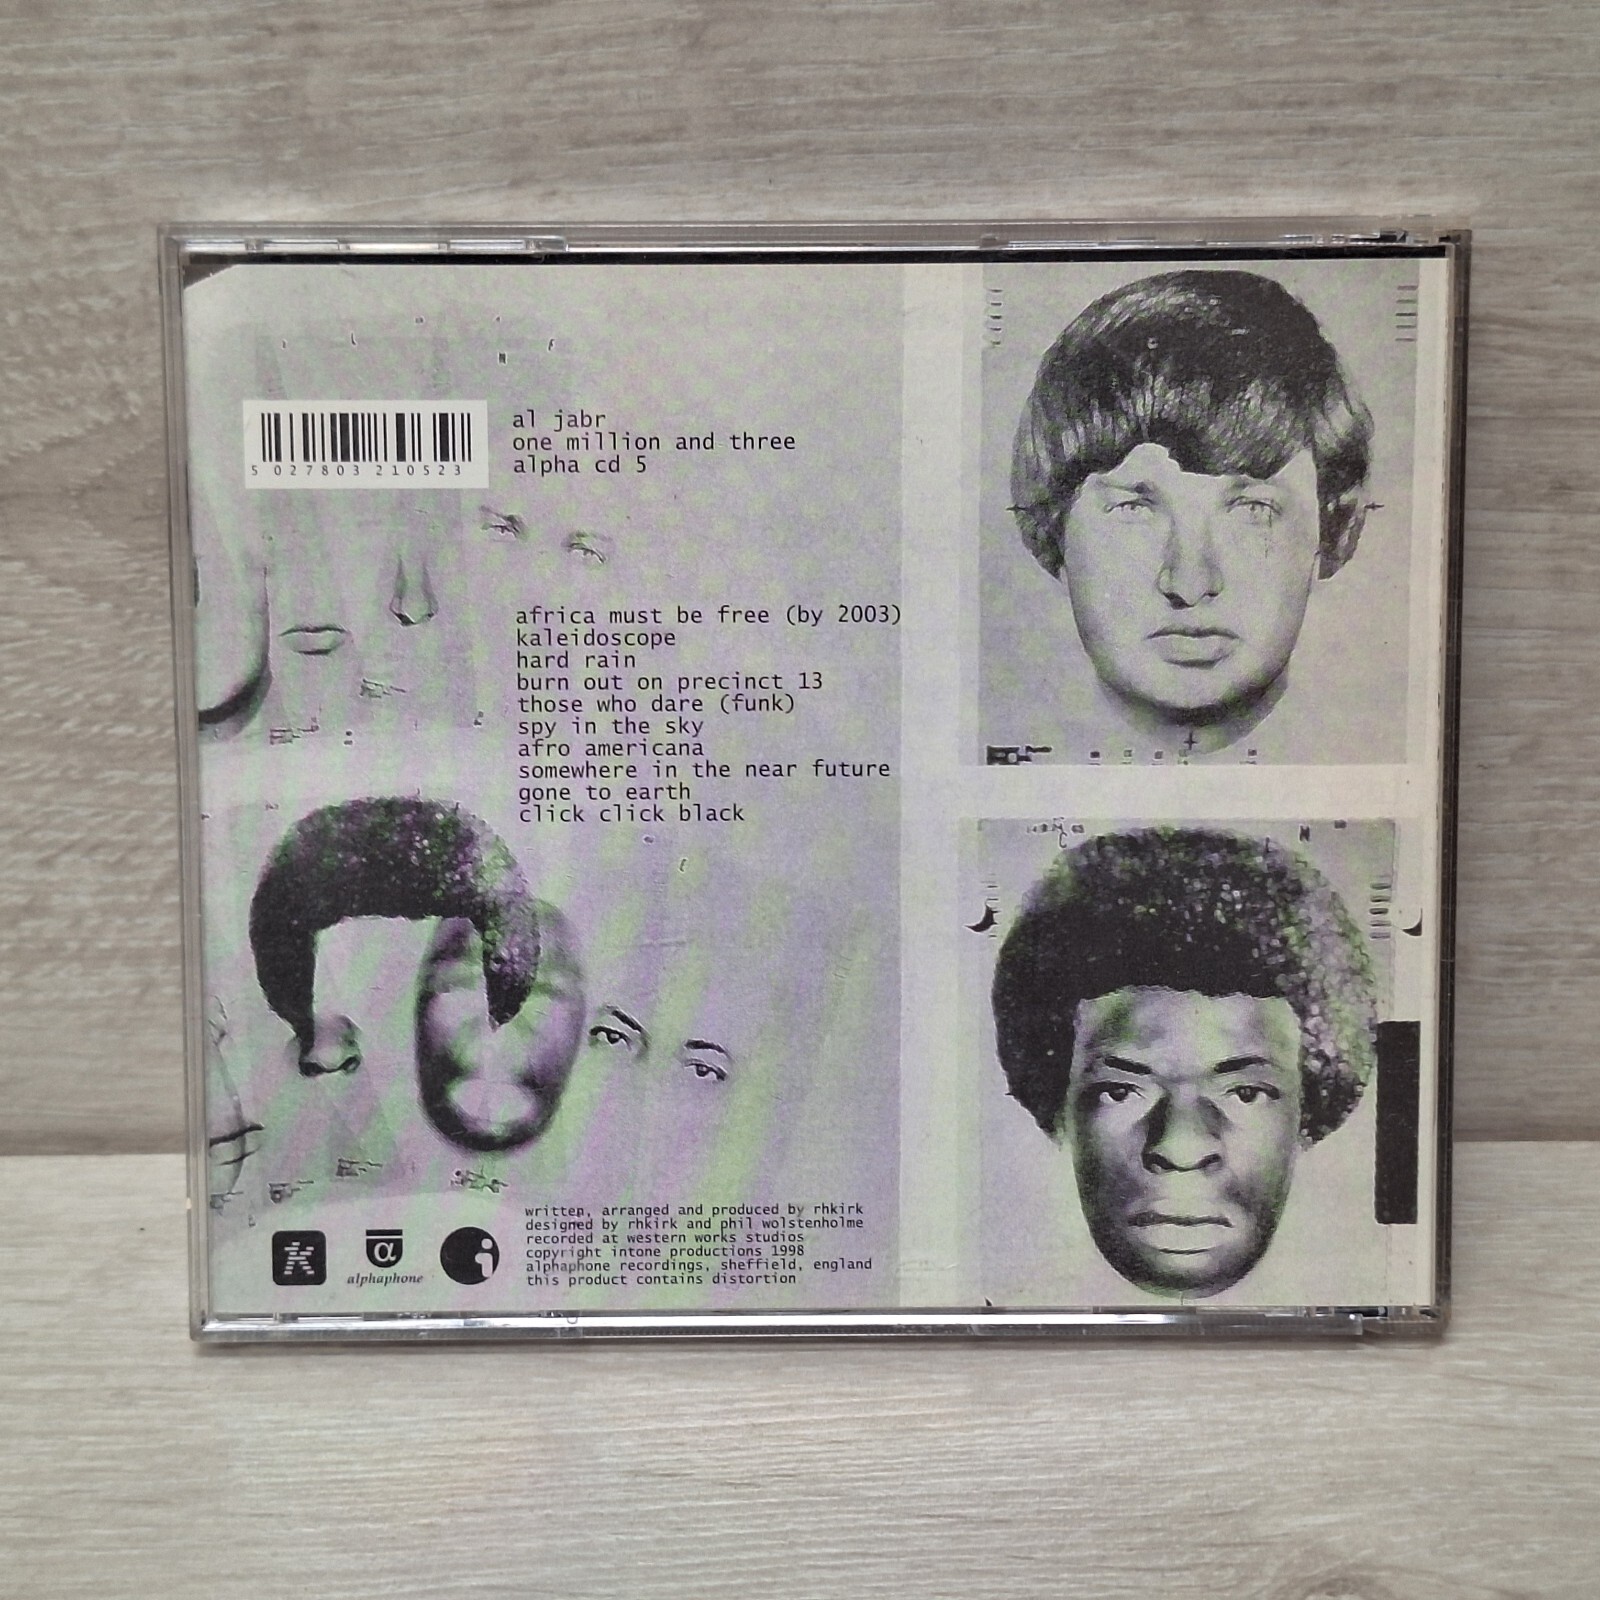 5 027803 210523
al jabr
one million and three
alpha cd 5
africa must be free (by 2003)
kaleidoscope
hard rain
burn out on precinct 13
those who dare (funk)
spy in the sky
afro americana
somewhere in the near future
gone to earth
click click black
written, arranged and produced by rhkirk
designed by rhkirk and phil wolstenholme
recorded at western works studios
copyright intone productions 1998
alphaphone recordings, sheffield, england
this product contains distortion
k
α
alphaphone
i